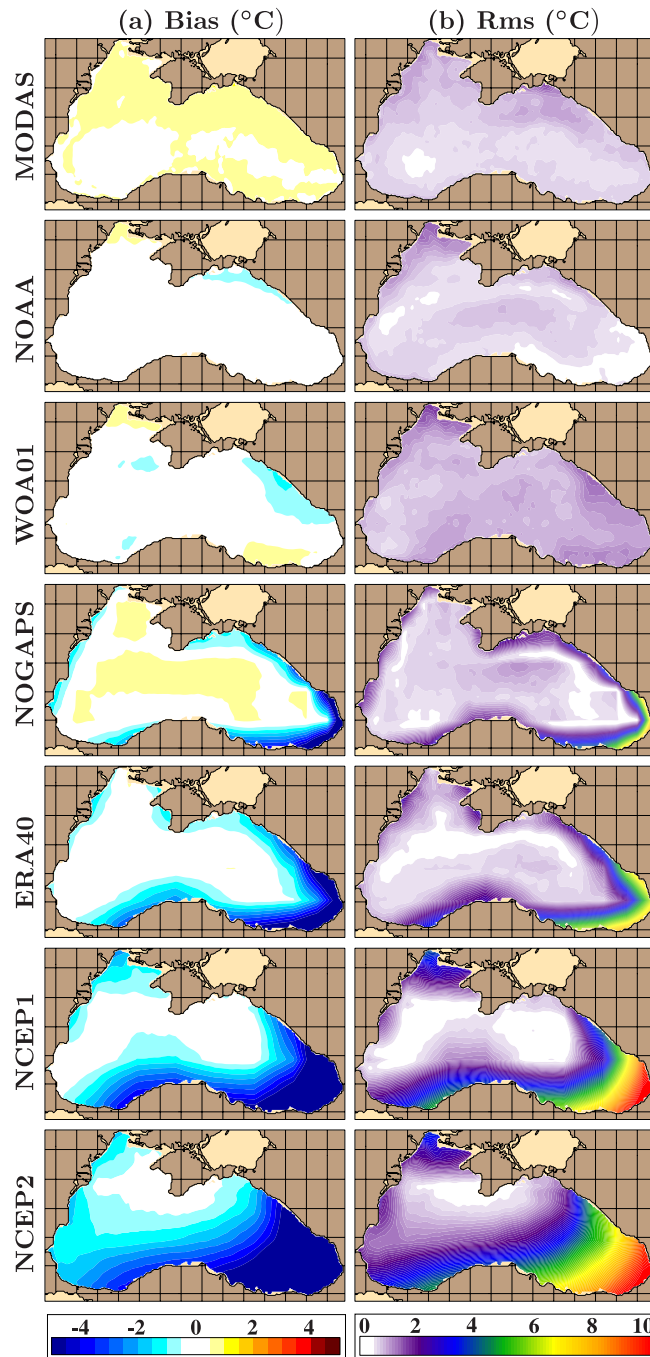 (a) Bias (°C) (b) Rms (°C)
MODAS
NOAA
WOA01
NOGAPS
ERA40
NCEP1
NCEP2
-4 -2 0 2 4
0 2 4 6 8 10